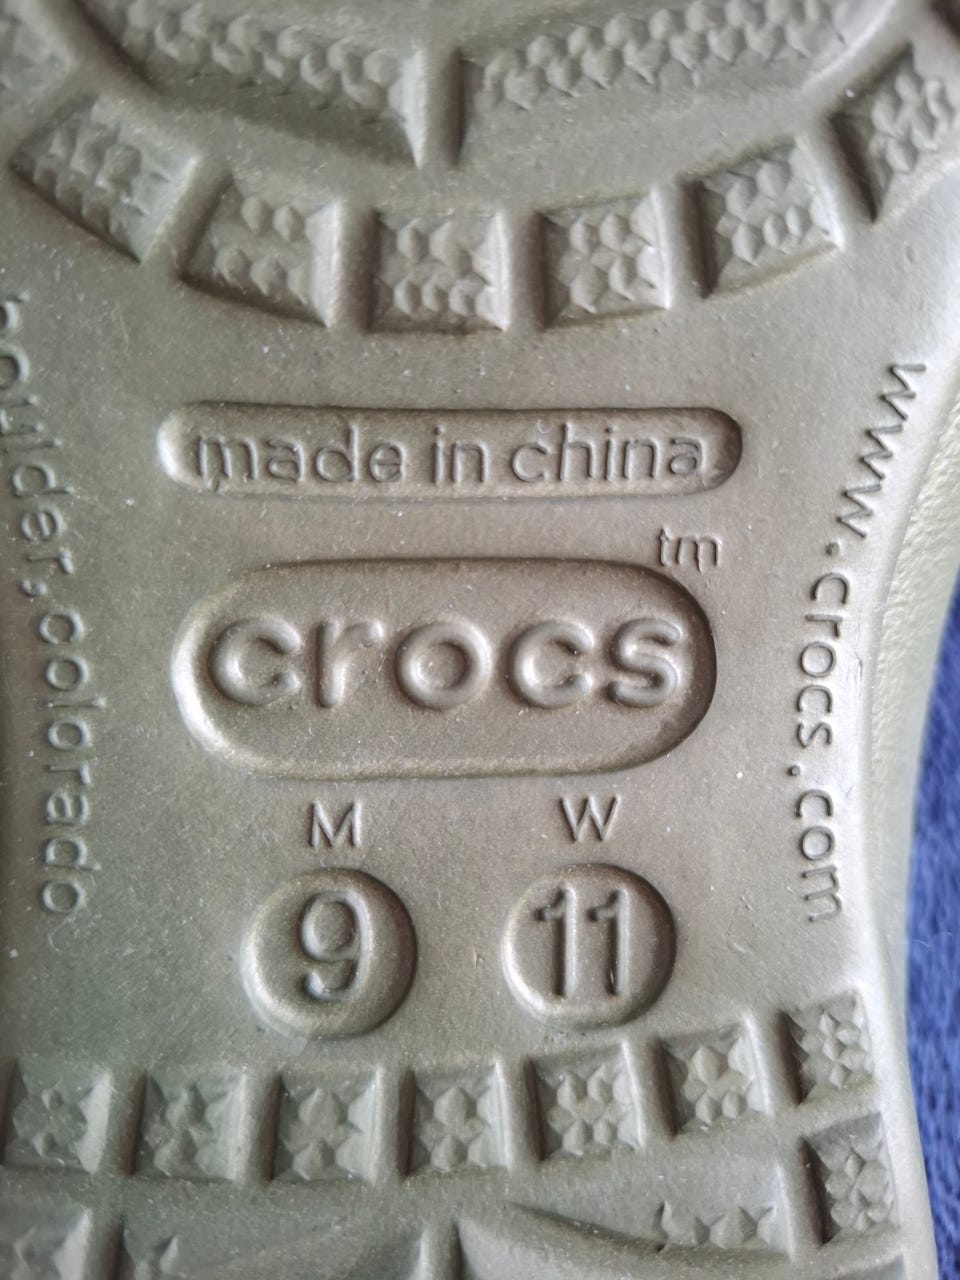 made in china
tm
crocs
M W
9 11
boulder, colorado
www.crocs.com